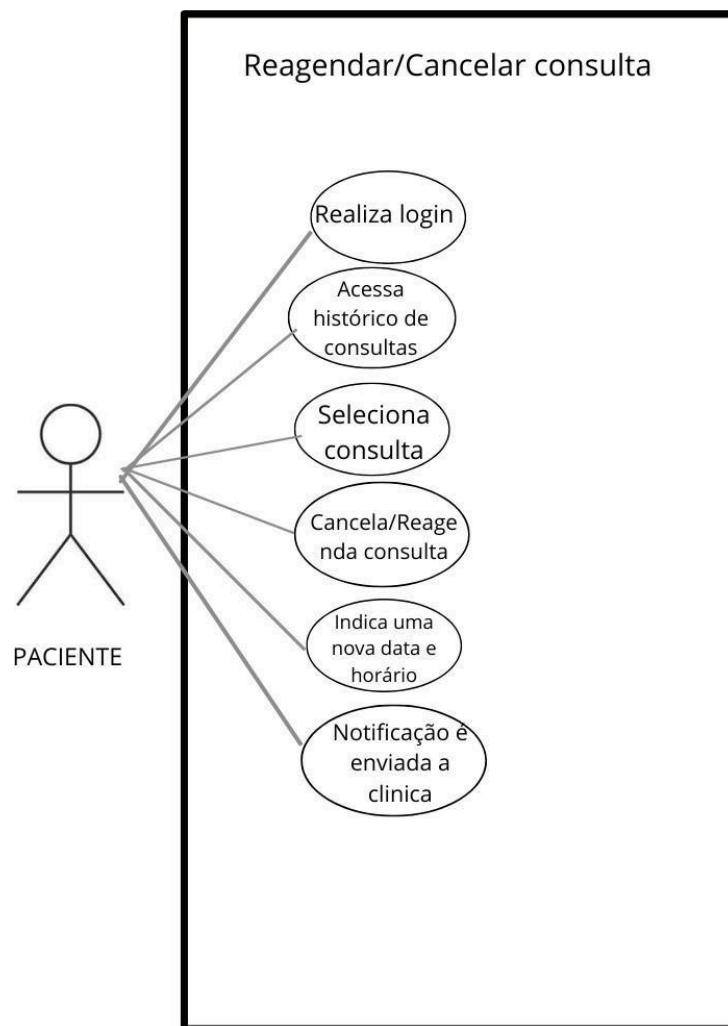 Reagendar/Cancelar consulta
Realiza login
Acessa
histórico de
consultas
Seleciona
consulta
Cancela/Reage
nda consulta
Indica uma
nova data e
horário
PACIENTE
Notificação é
enviada a
clinica